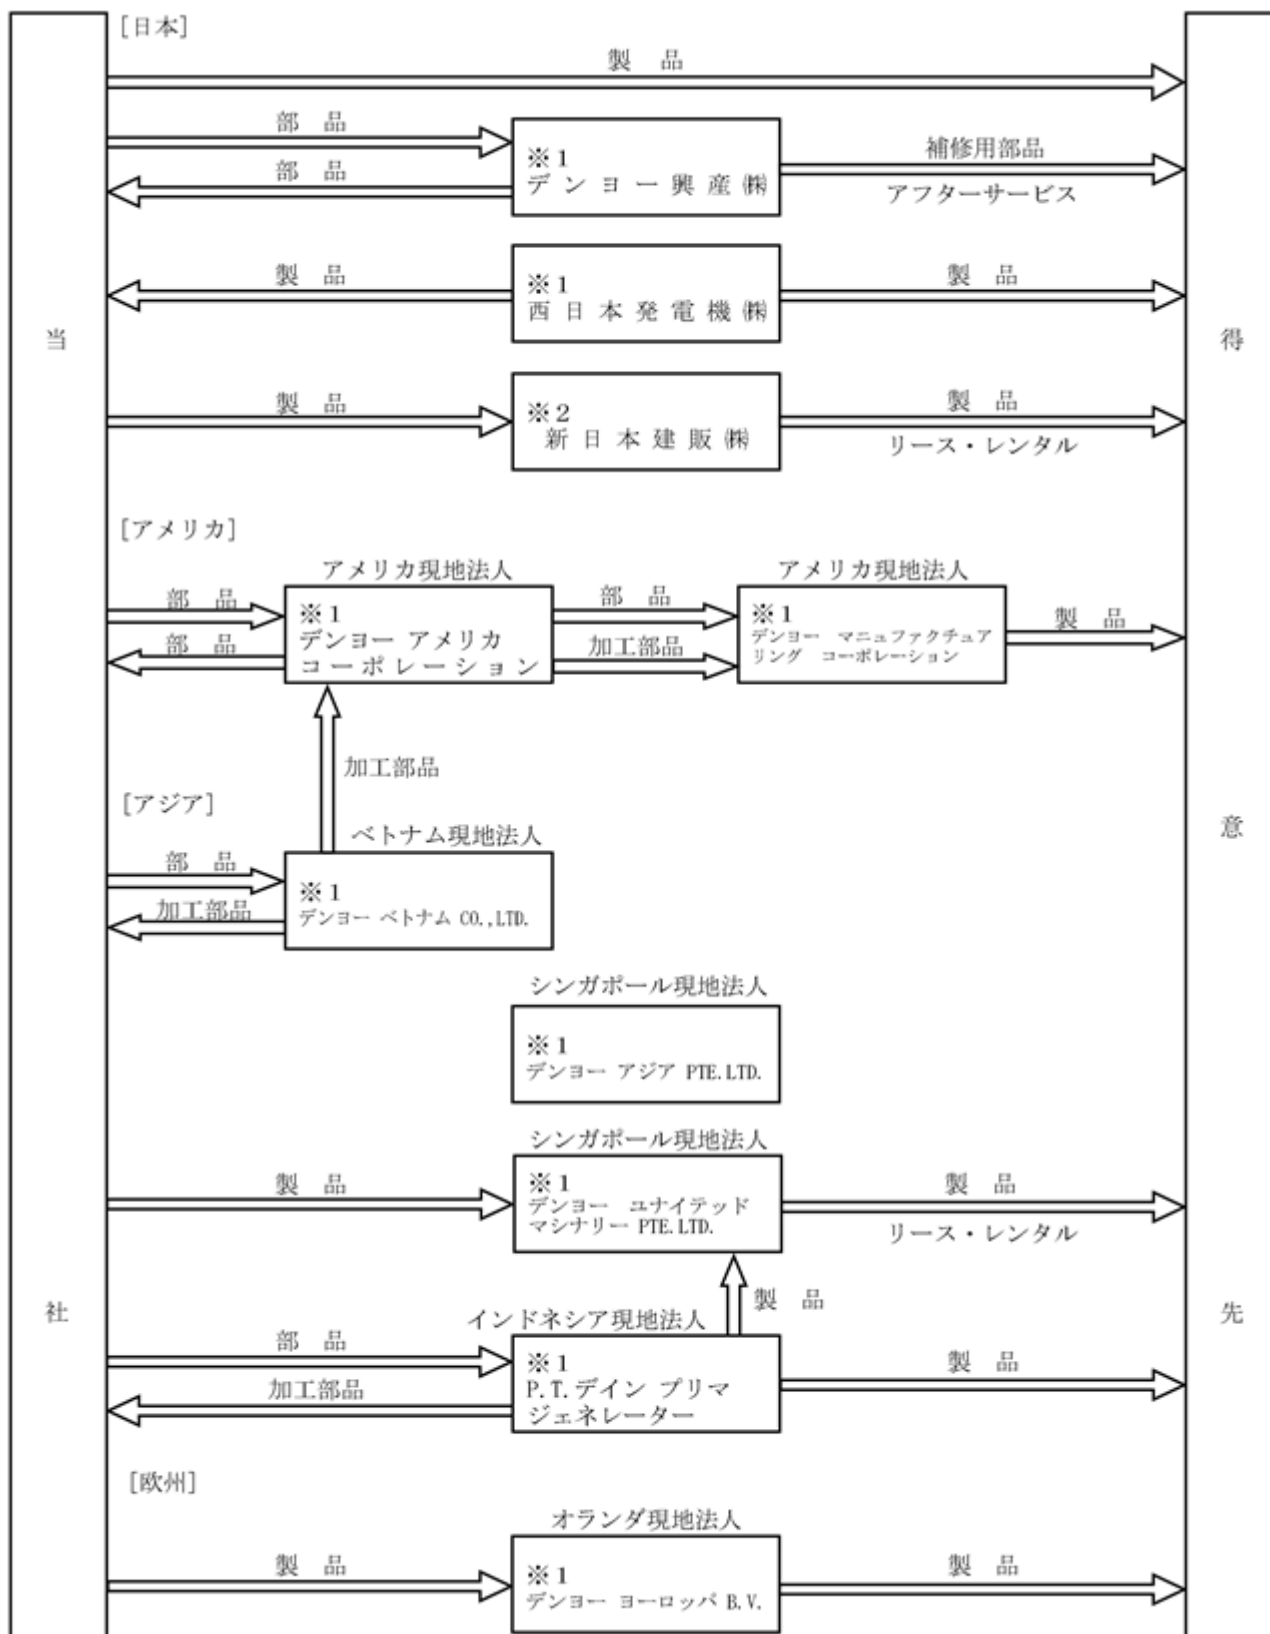 [日本]
製 品
部 品
部 品
※1
デンヨー興産㈱
補修用部品
アフターサービス
製 品
※1
西日本発電機㈱
製 品
当
得
製 品
※2
新日本建販㈱
製 品
リース・レンタル
[アメリカ]
アメリカ現地法人
部 品
部 品
※1
デンヨー アメリカ
コーポレーション
部 品
加工部品
アメリカ現地法人
※1
デンヨー マニュファクチュア
リング コーポレーション
製 品
加工部品
意
[アジア]
ベトナム現地法人
部 品
加工部品
※1
デンヨー ベトナム CO.,LTD.
シンガポール現地法人
※1
デンヨー アジア PTE.LTD.
シンガポール現地法人
製 品
※1
デンヨー ユナイテッド
マシナリー PTE.LTD.
製 品
リース・レンタル
製 品
社
先
インドネシア現地法人
部 品
加工部品
※1
P.T.デイン プリマ
ジェネレーター
製 品
[欧州]
オランダ現地法人
製 品
※1
デンヨー ヨーロッパ B.V.
製 品